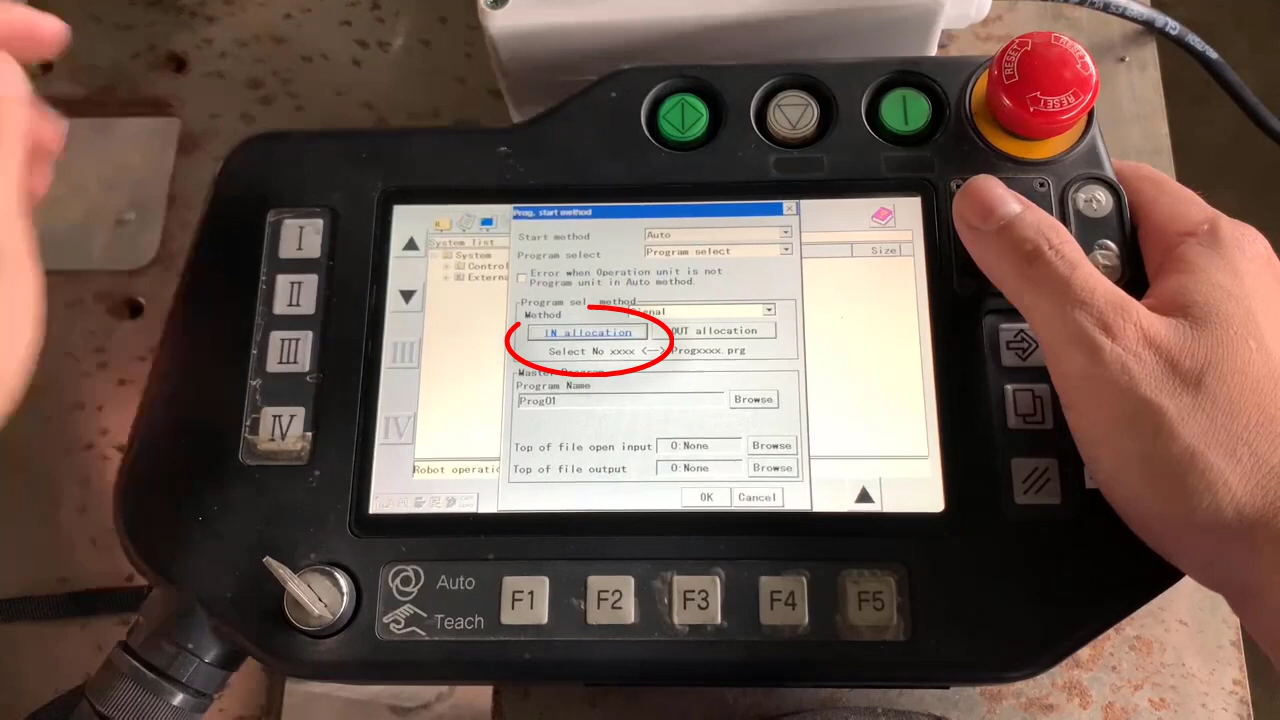 RESET
RESET
RESET
Prog. start method
Start method
Auto
Program select
Program select
Error when Operation unit is not
Program unit in Auto method.
Program sel. method
Method
IN allocation
OUT allocation
Select No xxxx <--> Progxxxx.prg
Master Program
Program Name
Prog01
Browse
Top of file open input
0:None
Browse
Top of file output
0:None
Browse
OK
Cancel
System list
System
Size
I
II
III
IV
III
IV
Auto
Teach
F1
F2
F3
F4
F5